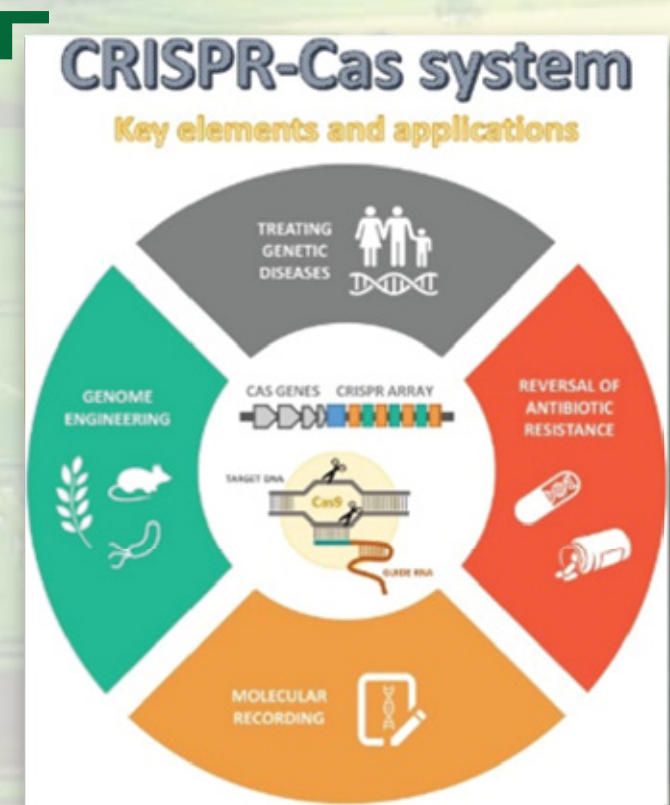 CRISPR-Cas system
Key elements and applications
TREATING
GENETIC
DISEASES
GENOME
ENGINEERING
CAS GENES CRISPR ARRAY
REVERSAL OF
ANTIBIOTIC
RESISTANCE
TARGET DNA
Cas9
GUIDE RNA
MOLECULAR
RECORDING